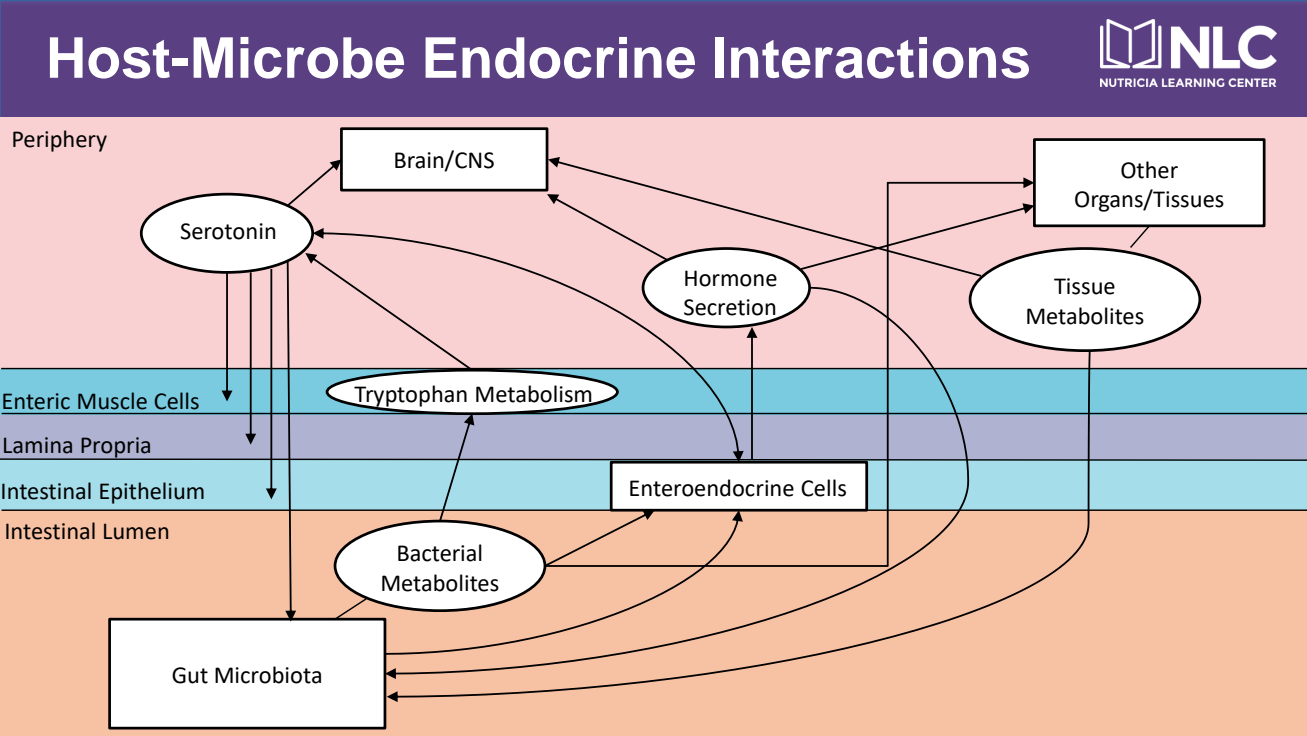 Host-Microbe Endocrine Interactions
NLC
NUTRICIA LEARNING CENTER
Periphery
Brain/CNS
Other
Organs/Tissues
Serotonin
Hormone
Secretion
Tissue
Metabolites
Enteric Muscle Cells
Tryptophan Metabolism
Lamina Propria
Intestinal Epithelium
Enteroendocrine Cells
Intestinal Lumen
Bacterial
Metabolites
Gut Microbiota